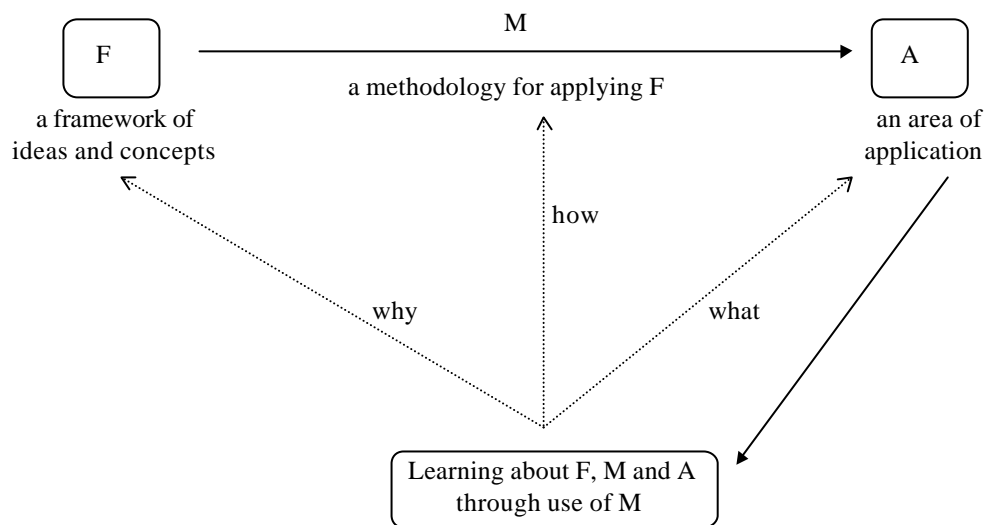 M
F
A
a methodology for applying F
a framework of
ideas and concepts
an area of
application
how
why
what
Learning about F, M and A
through use of M